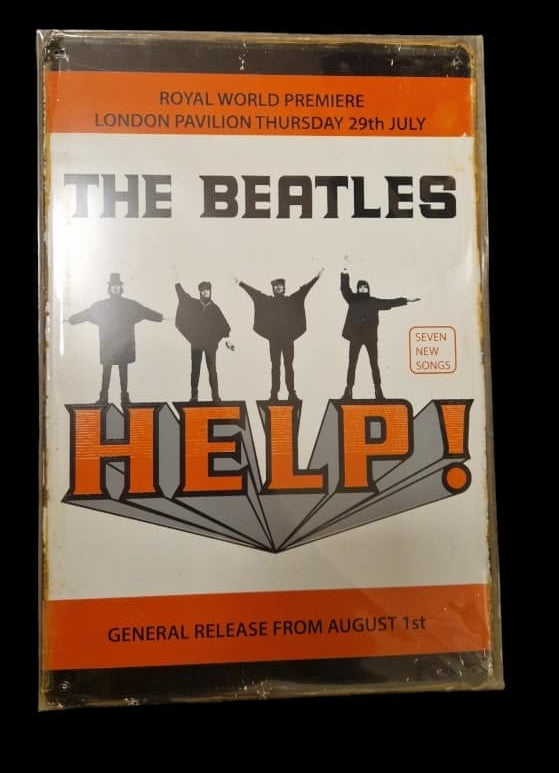 ROYAL WORLD PREMIERE
LONDON PAVILION THURSDAY 29th JULY
THE BEATLES
SEVEN
NEW
SONGS
HELP!
GENERAL RELEASE FROM AUGUST 1st